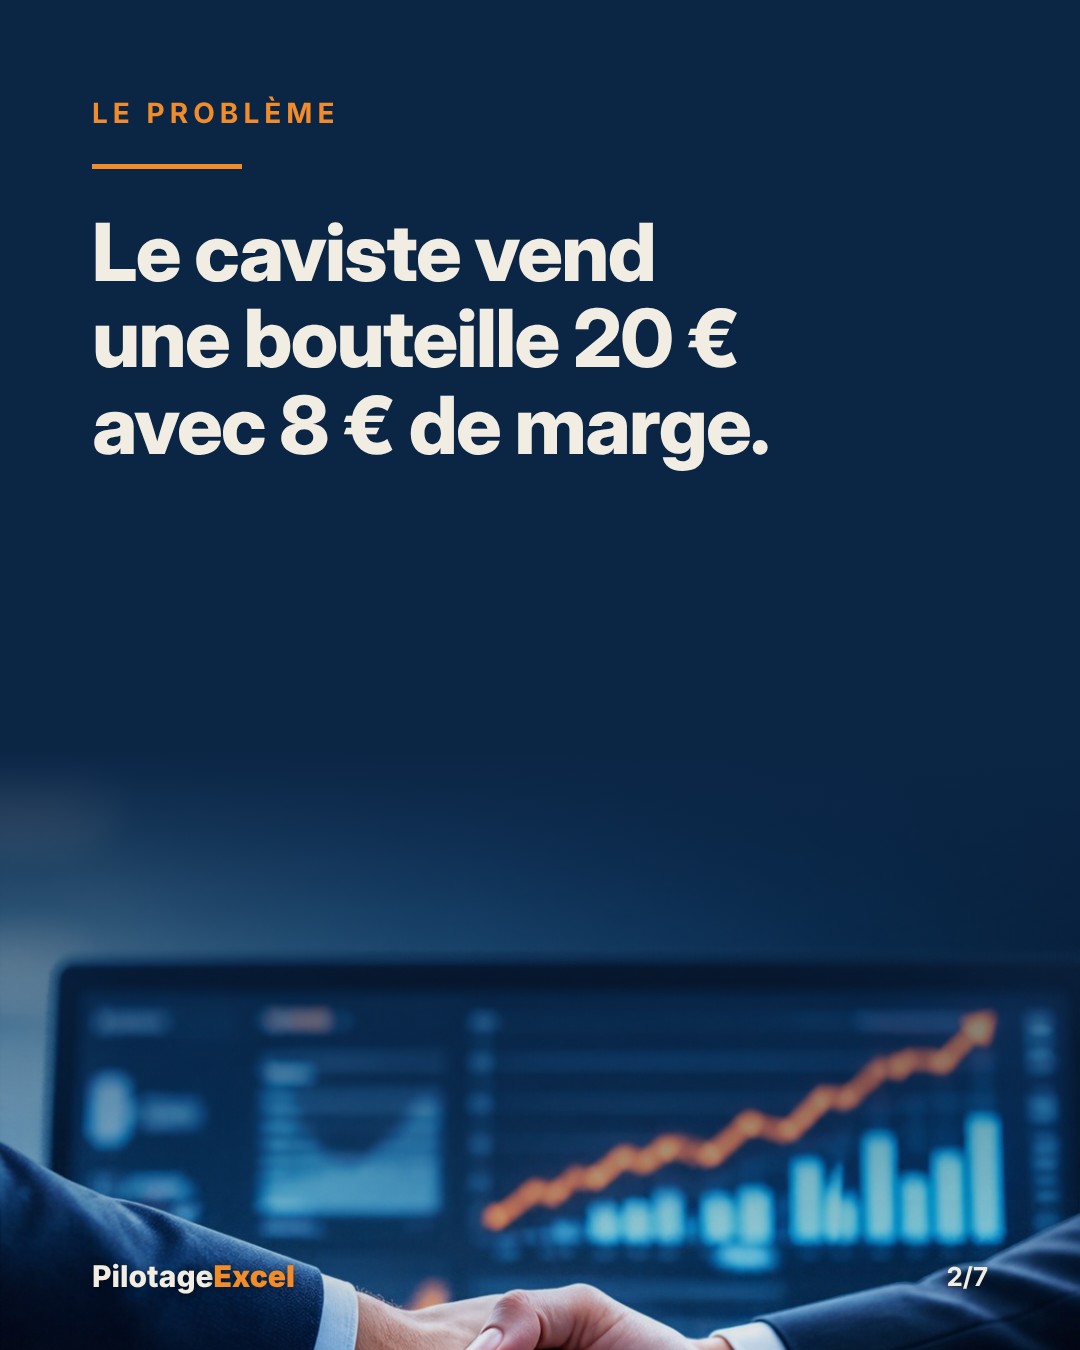 LE PROBLÈME
Le caviste vend
une bouteille 20 €
avec 8 € de marge.
PilotageExcel
2/7